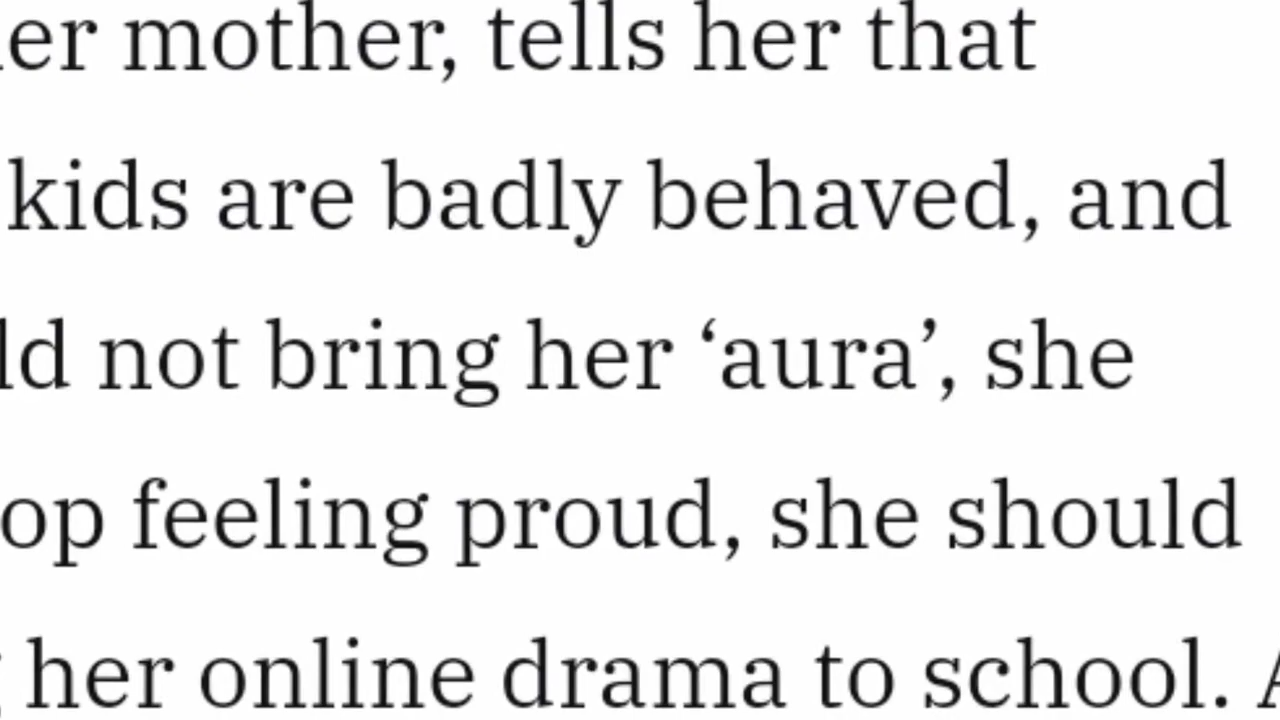 er mother, tells her that
kids are badly behaved, and
ld not bring her ‘aura’, she
op feeling proud, she should
her online drama to school. A